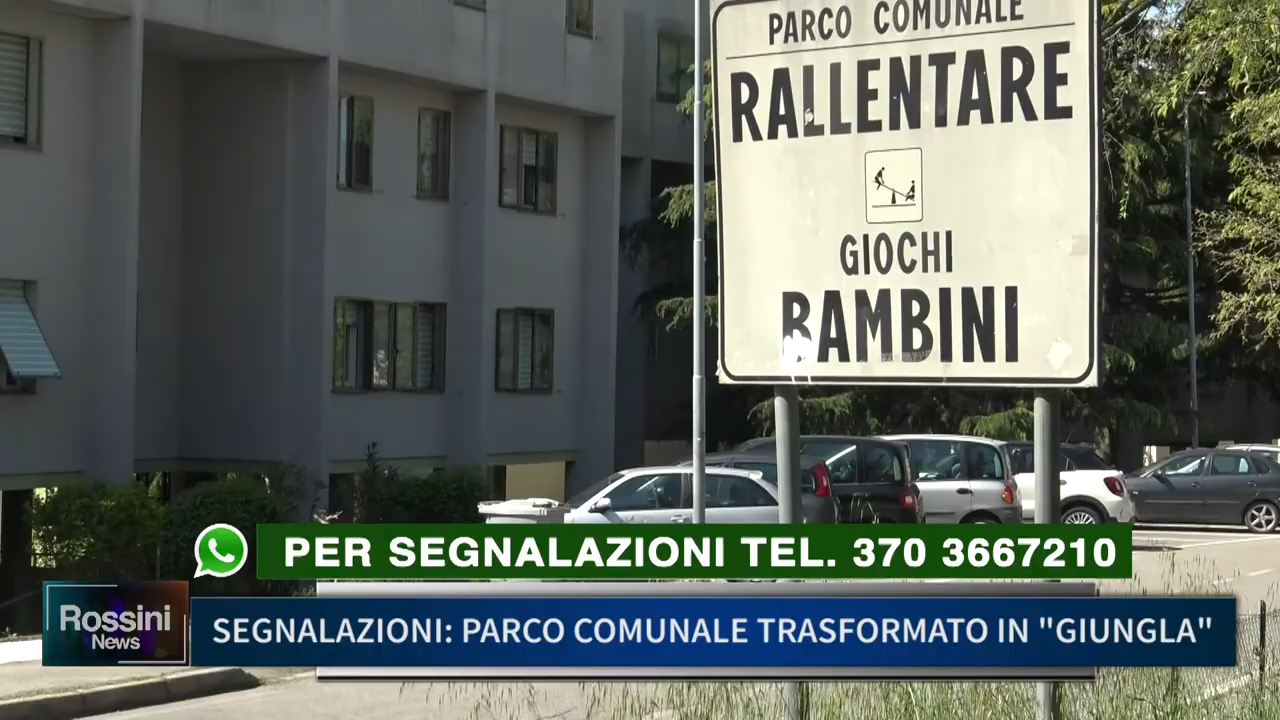 PARCO COMUNALE
RALLENTARE
GIOCHI
BAMBINI
PER SEGNALAZIONI TEL. 370 3667210
Rossini
News
SEGNALAZIONI: PARCO COMUNALE TRASFORMATO IN "GIUNGLA"